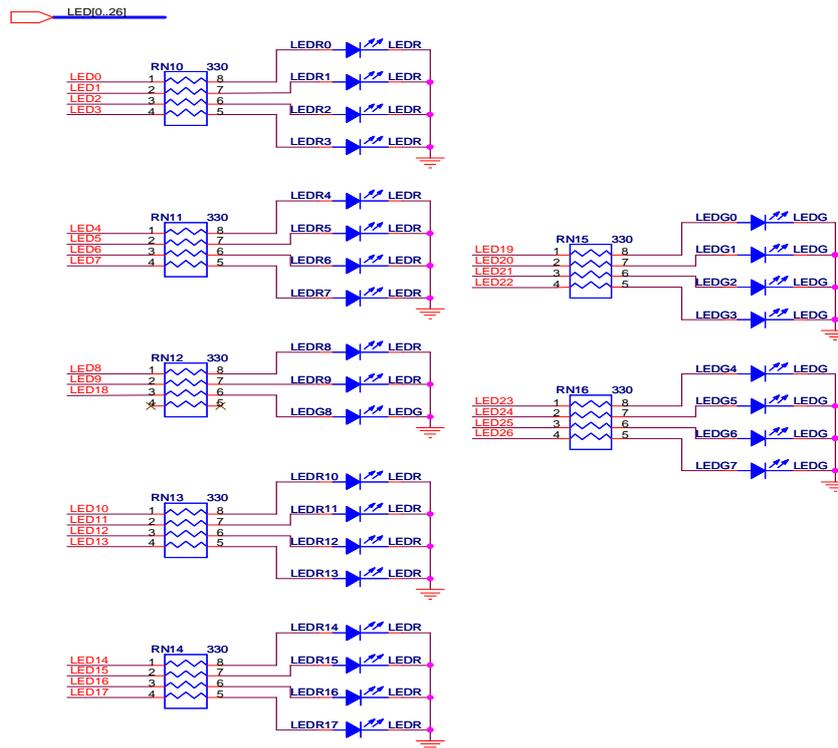 LED[0..26]
LEDR0 LEDR
RN10 330
LED0 1 8 LEDR1 LEDR
LED1 2 7
LED2 3 6 LEDR2 LEDR
LED3 4 5
LEDR3 LEDR
LEDR4 LEDR
RN11 330
LED4 1 8 LEDR5 LEDR
LED5 2 7
LED6 3 6 LEDR6 LEDR
LED7 4 5
LEDR7 LEDR
LEDR8 LEDR
RN12 330
LED8 1 8
LED9 2 7 LEDR9 LEDR
LED18 3 6
4 5 LEDG8 LEDG
LEDR10 LEDR
RN13 330
LED10 1 8 LEDR11 LEDR
LED11 2 7
LED12 3 6 LEDR12 LEDR
LED13 4 5
LEDR13 LEDR
LEDR14 LEDR
RN14 330
LED14 1 8 LEDR15 LEDR
LED15 2 7
LED16 3 6 LEDR16 LEDR
LED17 4 5
LEDR17 LEDR
LEDG0 LEDG
RN15 330
LED19 1 8 LEDG1 LEDG
LED20 2 7
LED21 3 6 LEDG2 LEDG
LED22 4 5
LEDG3 LEDG
LEDG4 LEDG
RN16 330
LED23 1 8 LEDG5 LEDG
LED24 2 7
LED25 3 6 LEDG6 LEDG
LED26 4 5
LEDG7 LEDG